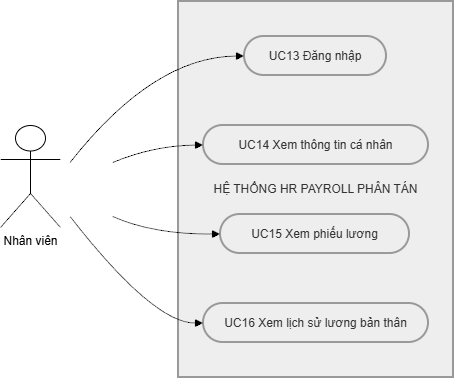 UC13 Đăng nhập
UC14 Xem thông tin cá nhân
HỆ THỐNG HR PAYROLL PHÂN TÁN
UC15 Xem phiếu lương
Nhân viên
UC16 Xem lịch sử lương bản thân